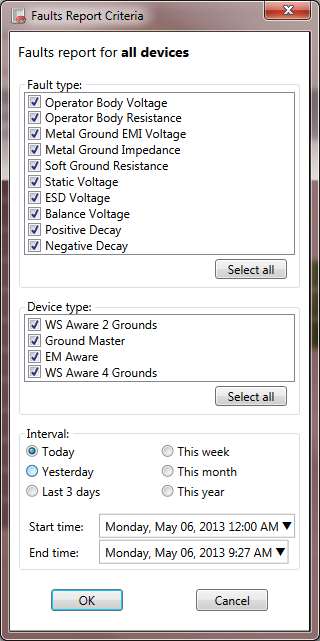 Faults Report Criteria
Faults report for all devices
Fault type:
Operator Body Voltage
Operator Body Resistance
Metal Ground EMI Voltage
Metal Ground Impedance
Soft Ground Resistance
Static Voltage
ESD Voltage
Balance Voltage
Positive Decay
Negative Decay
Select all
Device type:
WS Aware 2 Grounds
Ground Master
EM Aware
WS Aware 4 Grounds
Select all
Interval:
Today This week
Yesterday This month
Last 3 days This year
Start time: Monday, May 06, 2013 12:00 AM
End time: Monday, May 06, 2013 9:27 AM
OK Cancel